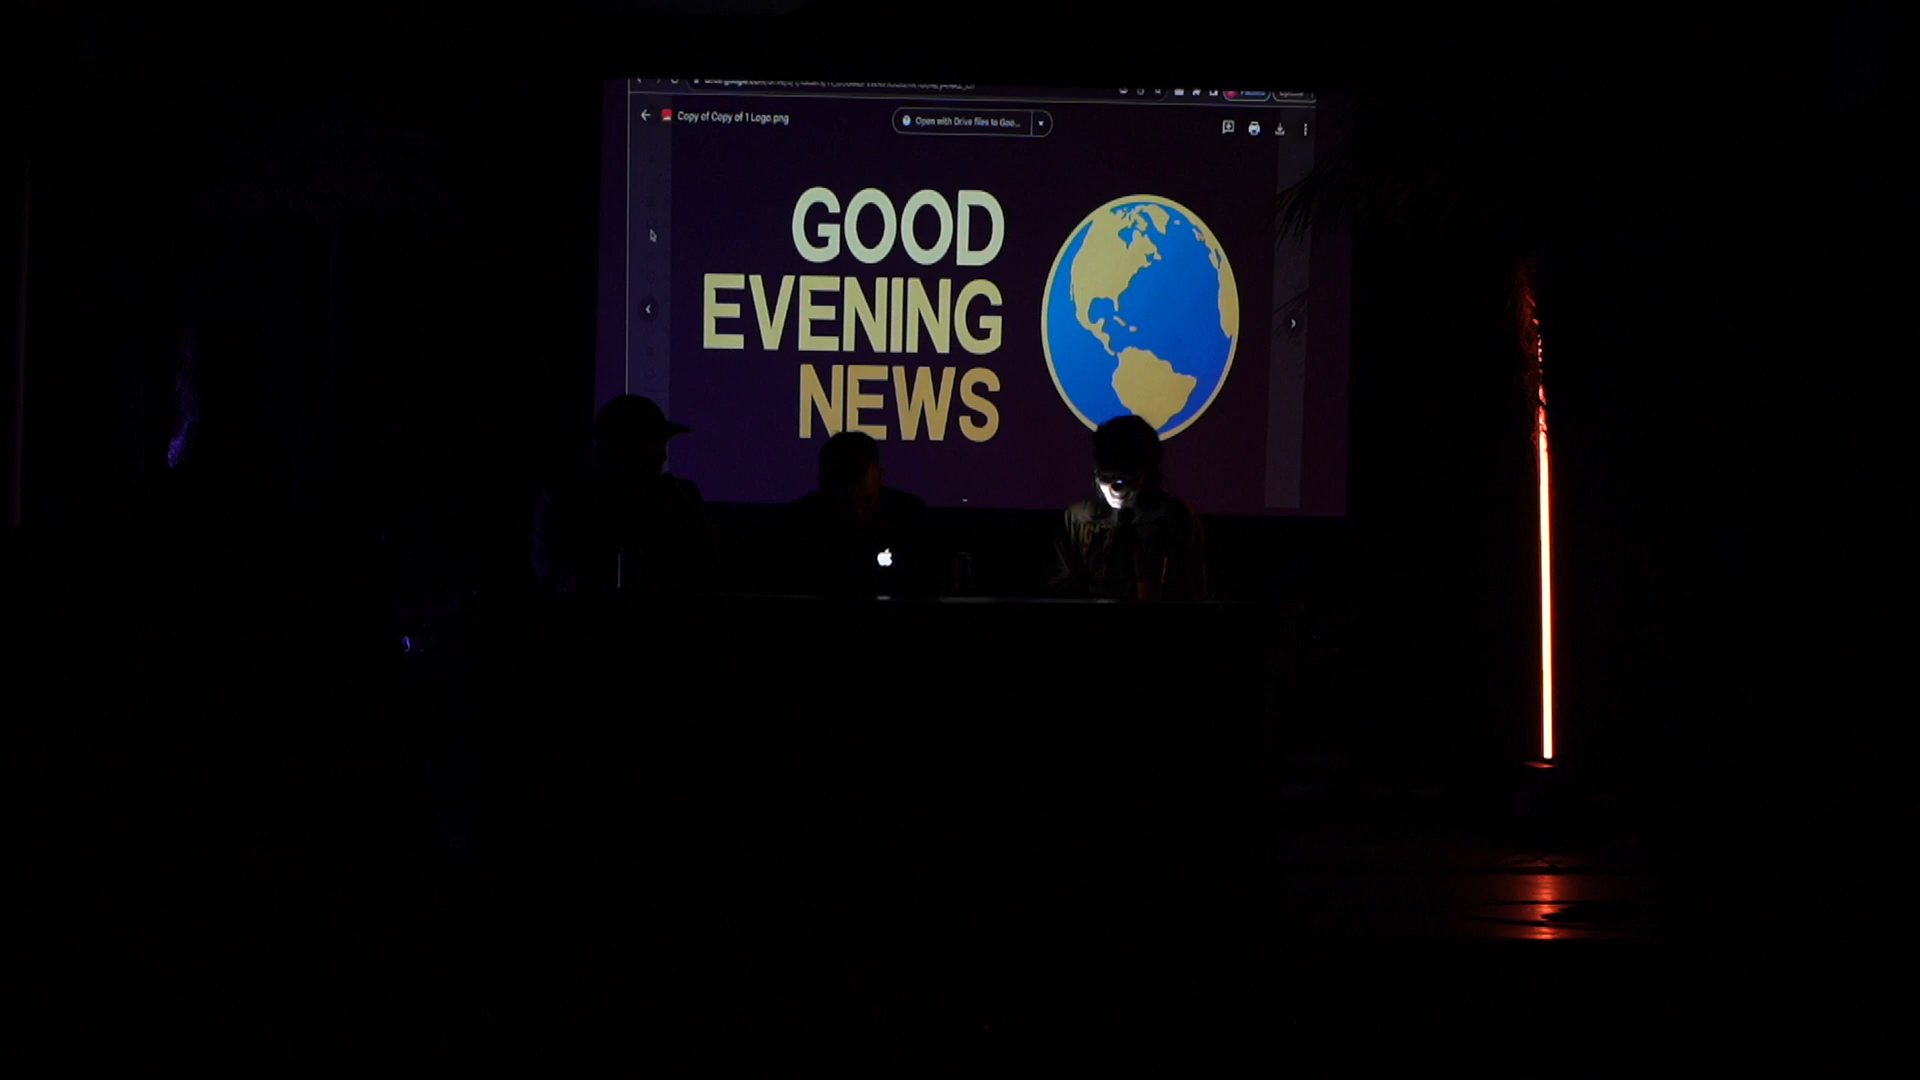 Copy of Copy of 1 Logo.png
Open with Drive files to Goo...
GOOD
EVENING
NEWS